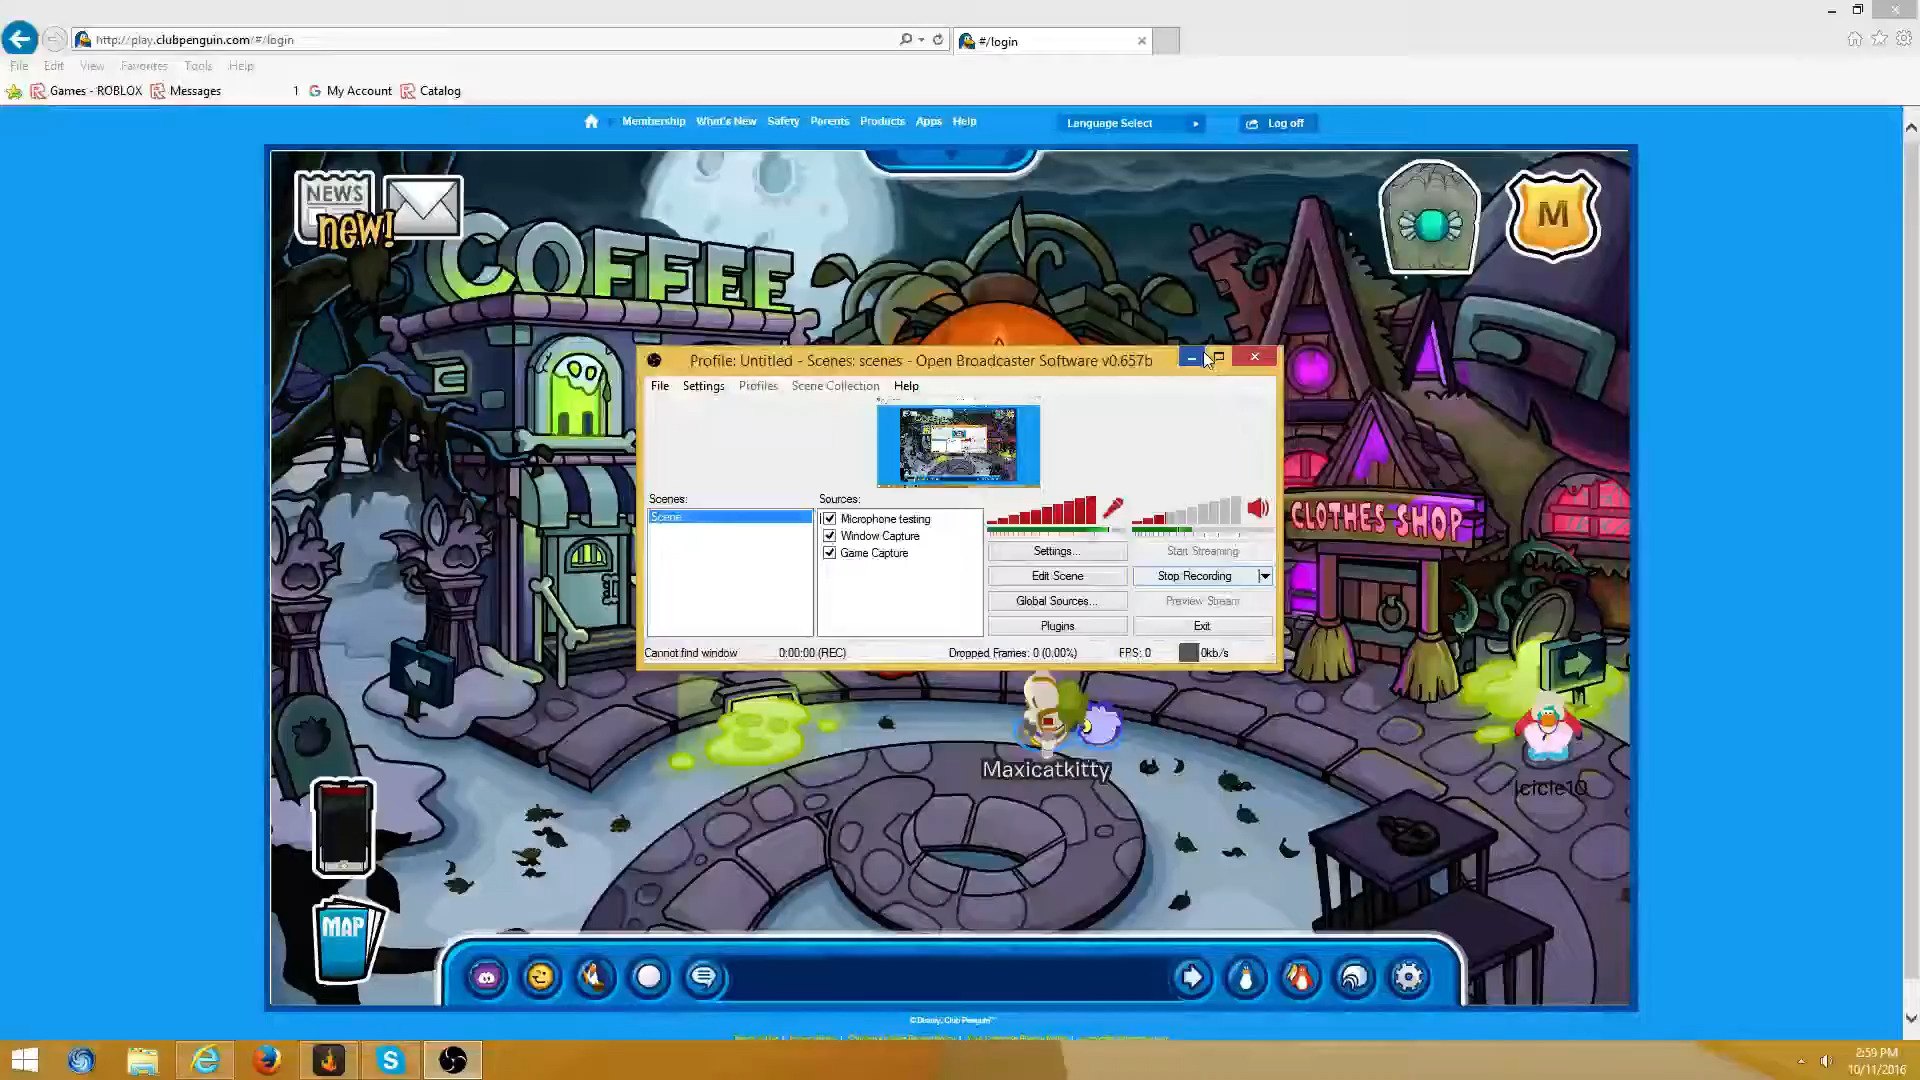 http://play.clubpenguin.com/#/login
#/login
File Edit View Favorites Tools Help
Games - ROBLOX Messages 1 My Account Catalog
Membership What's New Safety Parents Products Apps Help Language Select Log off
NEWS
new!
M
COFFEE
Profile: Untitled - Scenes: scenes - Open Broadcaster Software v0.657b
File Settings Profiles Scene Collection Help
Scenes:
Scene
Sources:
Microphone testing
Window Capture
Game Capture
Settings... Start Streaming
Edit Scene Stop Recording
Global Sources... Preview Stream
Plugins Exit
Cannot find window 0:00:00 (REC) Dropped Frames: 0 (0.00%) FPS: 0 0kb/s
CLOTHES SHOP
Maxicatkitty
Icicle10
MAP
© Disney, Club Penguin™
2:59 PM
10/11/2016